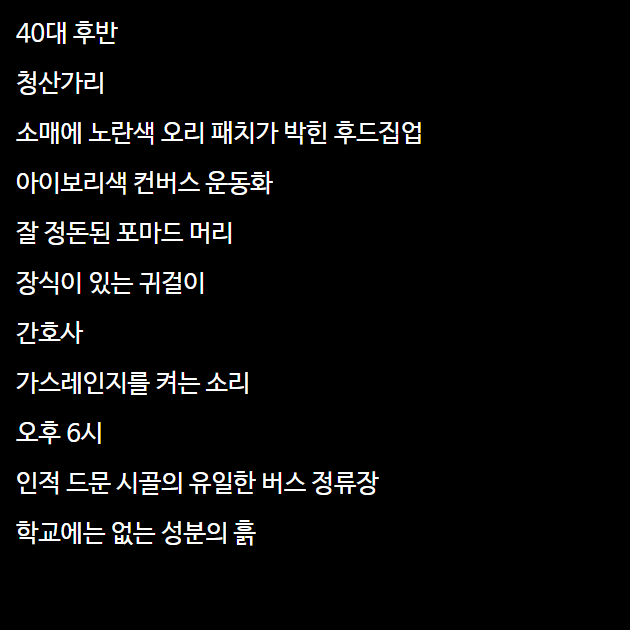 40대 후반
청산가리
소매에 노란색 오리 패치가 박힌 후드집업
아이보리색 컨버스 운동화
잘 정돈된 포마드 머리
장식이 있는 귀걸이
간호사
가스레인지를 켜는 소리
오후 6시
인적 드문 시골의 유일한 버스 정류장
학교에는 없는 성분의 흙